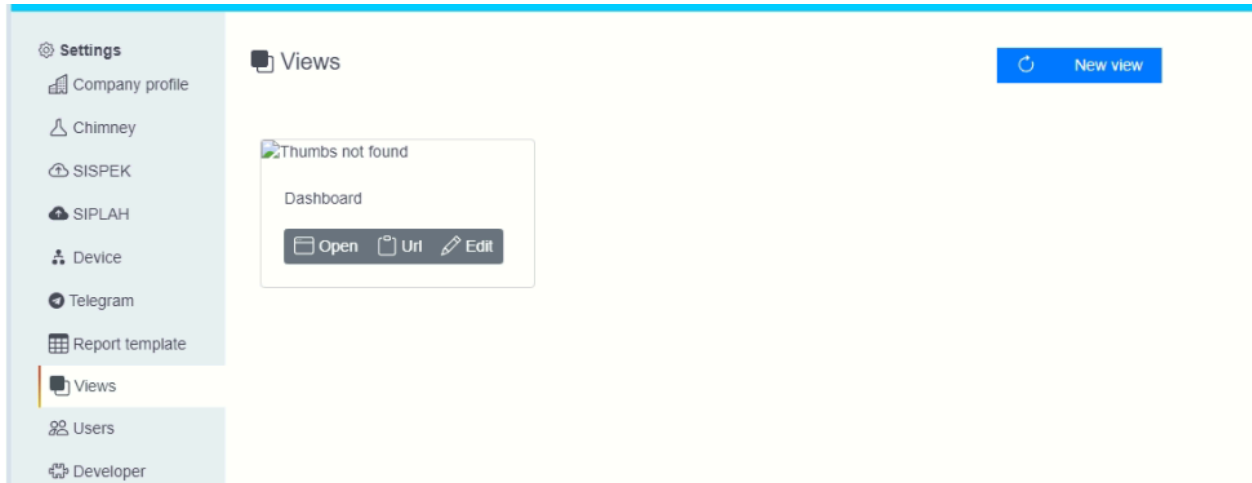 Settings
Company profile
Chimney
SISPEK
SIPLAH
Device
Telegram
Report template
Views
Users
Developer
Views
New view
Thumbs not found
Dashboard
Open Url Edit